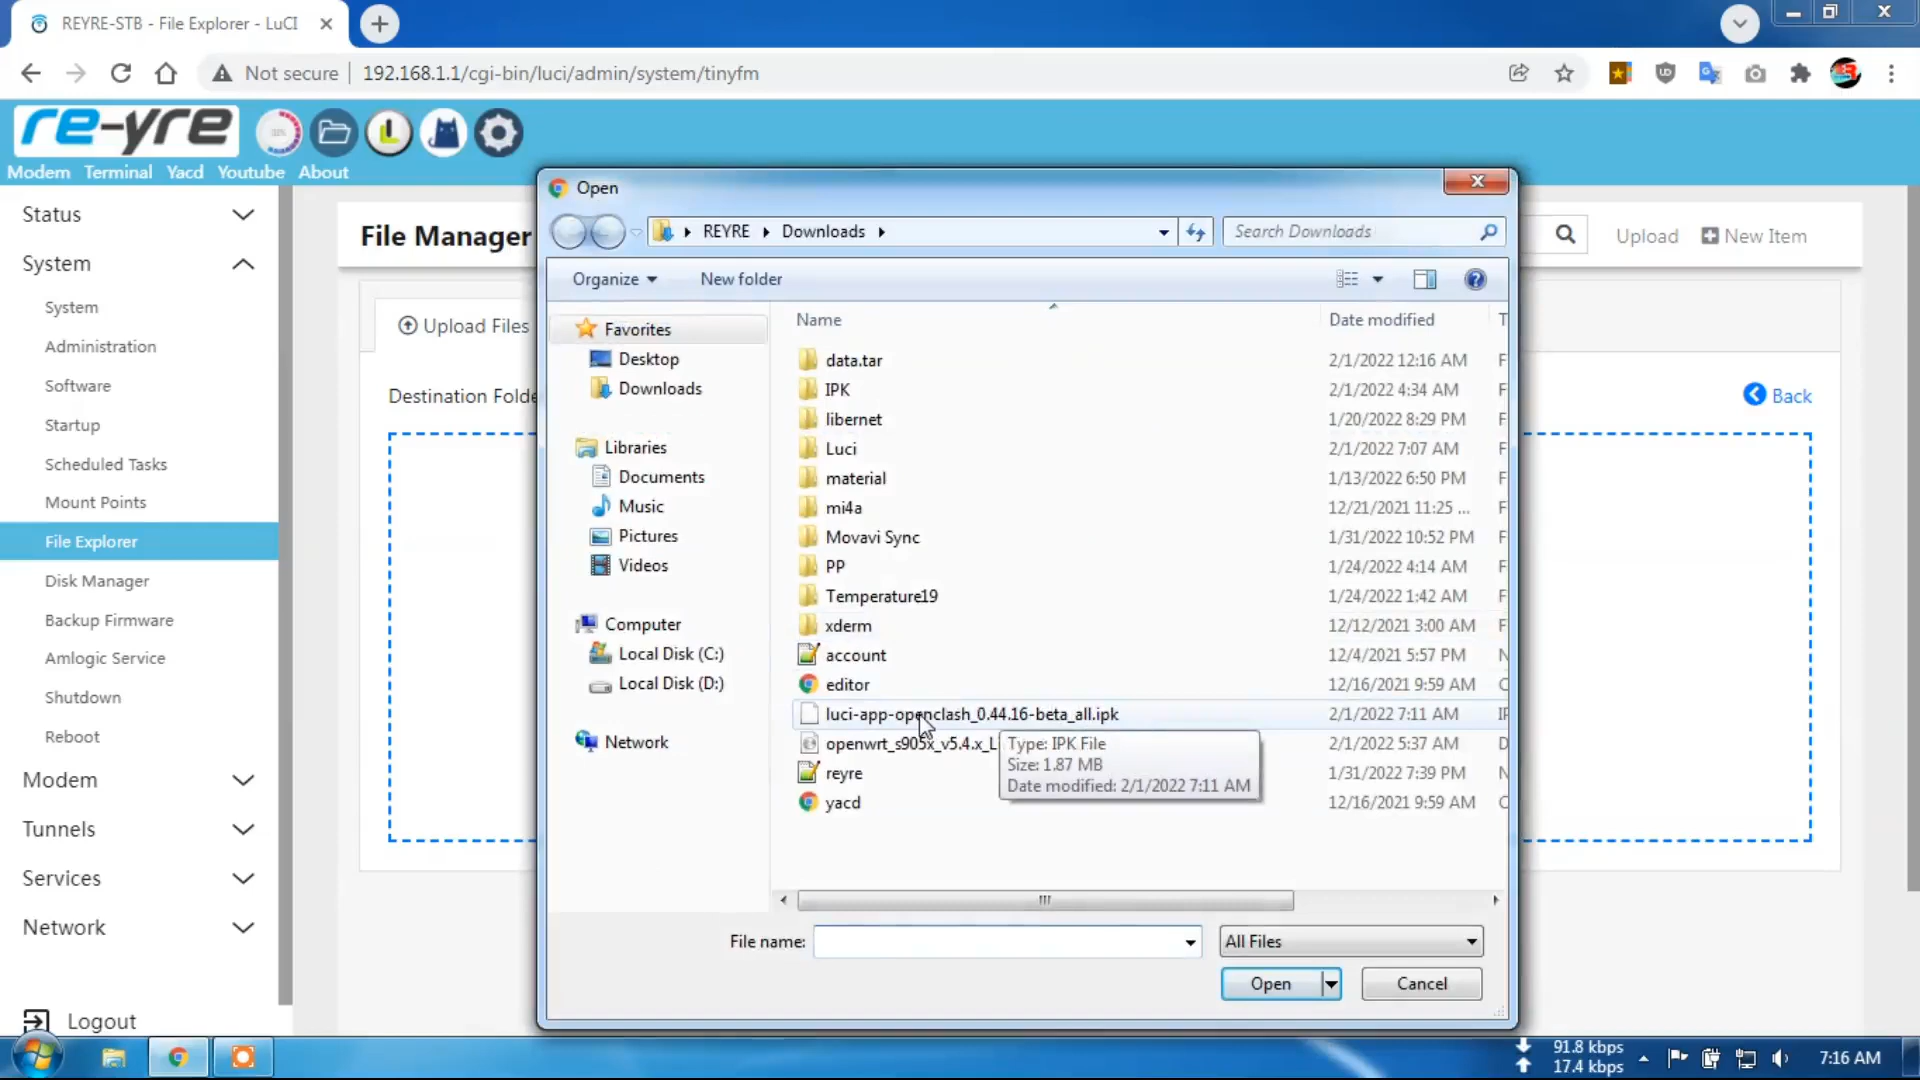 REYRE-STB - File Explorer - LuCI
Not secure
192.168.1.1/cgi-bin/luci/admin/system/tinyfm
re-yre
Modem Terminal Yacd Youtube About
Status
System
System
Administration
Software
Startup
Scheduled Tasks
Mount Points
File Explorer
Disk Manager
Backup Firmware
Amlogic Service
Shutdown
Reboot
Modem
Tunnels
Services
Network
Logout
File Manager
Upload
New Item
Upload Files
Destination Folde
Back
Open
REYRE
Downloads
Search Downloads
Organize
New folder
Favorites
Desktop
Downloads
Libraries
Documents
Music
Pictures
Videos
Computer
Local Disk (C:)
Local Disk (D:)
Network
Name Date modified T
data.tar 2/1/2022 12:16 AM F
IPK 2/1/2022 4:34 AM F
libernet 1/20/2022 8:29 PM F
Luci 2/1/2022 7:07 AM F
material 1/13/2022 6:50 PM F
mi4a 12/21/2021 11:25 ... F
Movavi Sync 1/31/2022 10:52 PM F
PP 1/24/2022 4:14 AM F
Temperature19 1/24/2022 1:42 AM F
xderm 12/12/2021 3:00 AM F
account 12/4/2021 5:57 PM N
editor 12/16/2021 9:59 AM C
luci-app-openclash_0.44.16-beta_all.ipk 2/1/2022 7:11 AM IP
openwrt_s905x_v5.4.x_L 2/1/2022 5:37 AM D
reyre 1/31/2022 7:39 PM N
yacd 12/16/2021 9:59 AM C
Type: IPK File
Size: 1.87 MB
Date modified: 2/1/2022 7:11 AM
File name:
All Files
Open
Cancel
91.8 kbps
17.4 kbps
7:16 AM